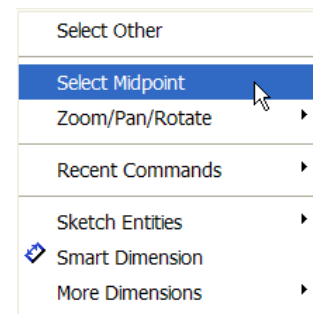 Select Other
Select Midpoint
Zoom/Pan/Rotate
Recent Commands
Sketch Entities
Smart Dimension
More Dimensions